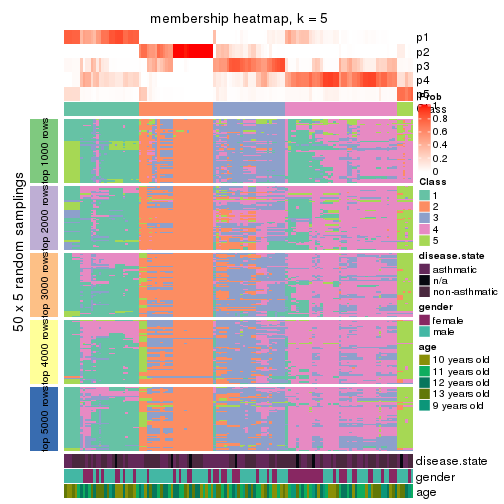 membership heatmap, k = 5
p1
p2
p3
p4
p5
Prob
1
0.8
0.6
0.4
0.2
0
Class
Class
1
2
3
4
5
disease.state
asthmatic
n/a
non-asthmatic
gender
female
male
age
10 years old
11 years old
12 years old
13 years old
9 years old
50 x 5 random samplings
top 1000 rows
top 2000 rows
top 3000 rows
top 4000 rows
top 5000 rows
disease.state
gender
age